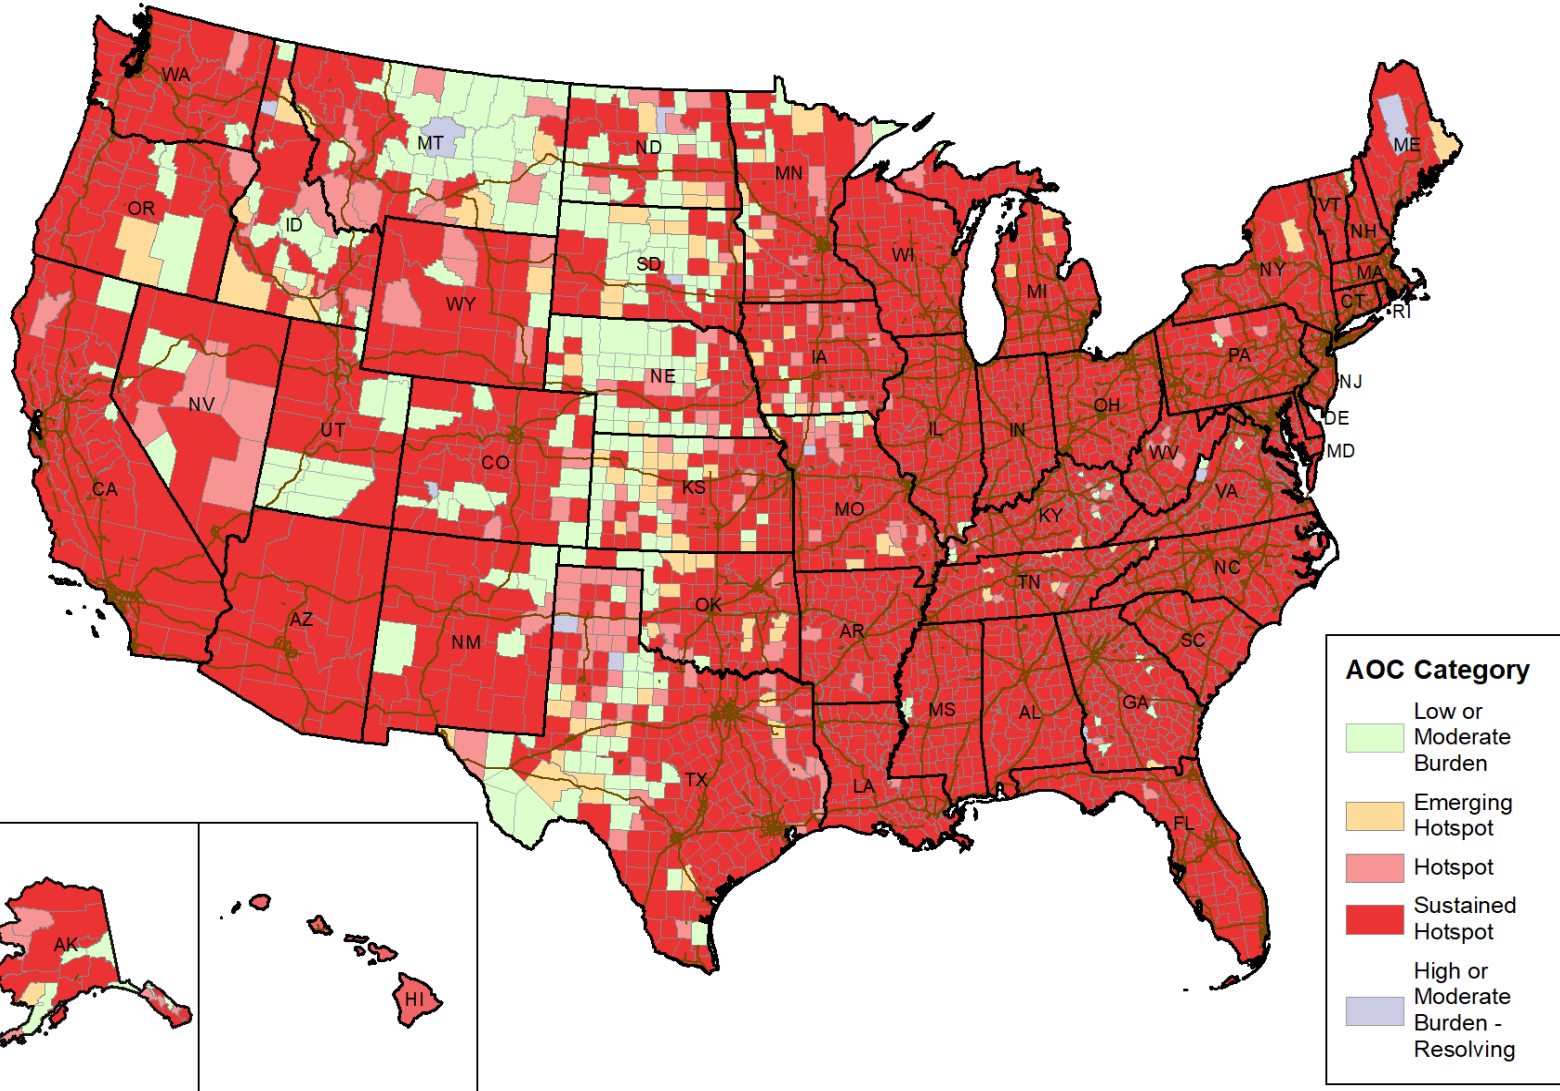 WA
MT
ND
MN
ME
OR
ID
SD
WI
MI
VT
NH
NY
MA
CT
RI
WY
IA
PA
NJ
NV
UT
NE
IL
IN
OH
DE
MD
WV
CA
CO
KS
MO
KY
VA
AZ
NM
OK
AR
TN
NC
SC
MS
AL
GA
TX
LA
FL
AK
HI
AOC Category
Low or
Moderate
Burden
Emerging
Hotspot
Hotspot
Sustained
Hotspot
High or
Moderate
Burden -
Resolving